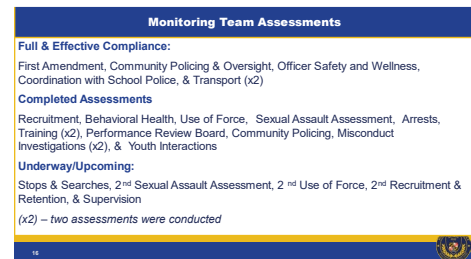 Monitoring Team Assessments
Full & Effective Compliance:
First Amendment, Community Policing & Oversight, Officer Safety and Wellness,
Coordination with School Police, & Transport (x2)
Completed Assessments
Recruitment, Behavioral Health, Use of Force, Sexual Assault Assessment, Arrests,
Training (x2), Performance Review Board, Community Policing, Misconduct
Investigations (x2), & Youth Interactions
Underway/Upcoming:
Stops & Searches, 2nd Sexual Assault Assessment, 2 nd Use of Force, 2nd Recruitment &
Retention, & Supervision
(x2) – two assessments were conducted
16